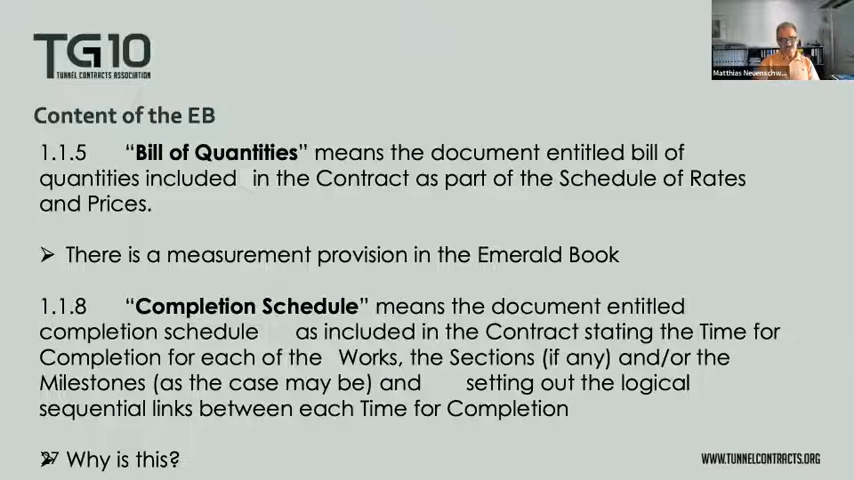 TG10
TUNNEL CONTRACTS ASSOCIATION
Matthias Neuenschw...
Content of the EB
1.1.5 “Bill of Quantities” means the document entitled bill of
quantities included in the Contract as part of the Schedule of Rates
and Prices.
➢ There is a measurement provision in the Emerald Book
1.1.8 “Completion Schedule” means the document entitled
completion schedule as included in the Contract stating the Time for
Completion for each of the Works, the Sections (if any) and/or the
Milestones (as the case may be) and setting out the logical
sequential links between each Time for Completion
➢ Why is this?
27
WWW.TUNNELCONTRACTS.ORG